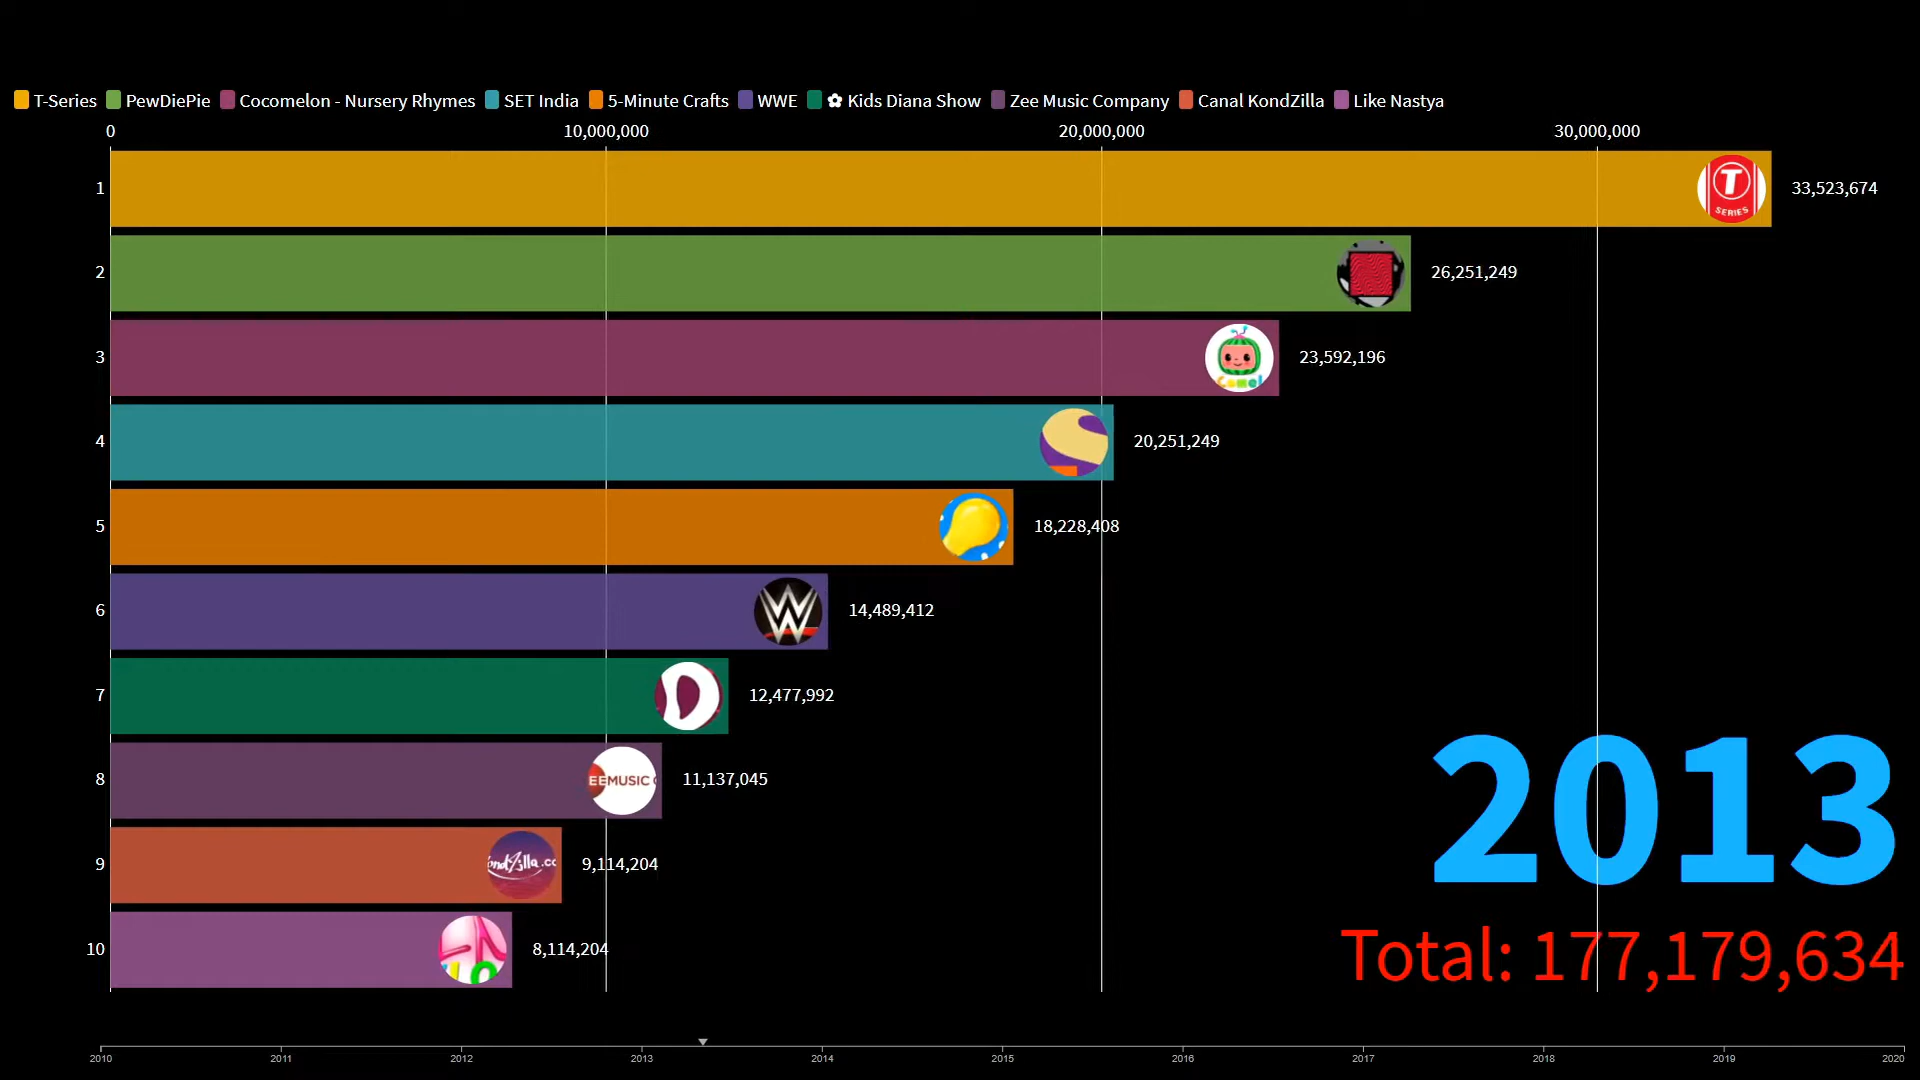 T-Series PewDiePie Cocomelon - Nursery Rhymes SET India 5-Minute Crafts WWE ✿ Kids Diana Show Zee Music Company Canal KondZilla Like Nastya
0 10,000,000 20,000,000 30,000,000
1 T SERIES 33,523,674
2 26,251,249
3 23,592,196
4 20,251,249
5 18,228,408
6 14,489,412
7 D 12,477,992
8 EEMUSIC 11,137,045
9 ondZilla.co 9,114,204
10 8,114,204
2013
Total: 177,179,634
2010 2011 2012 2013 2014 2015 2016 2017 2018 2019 2020